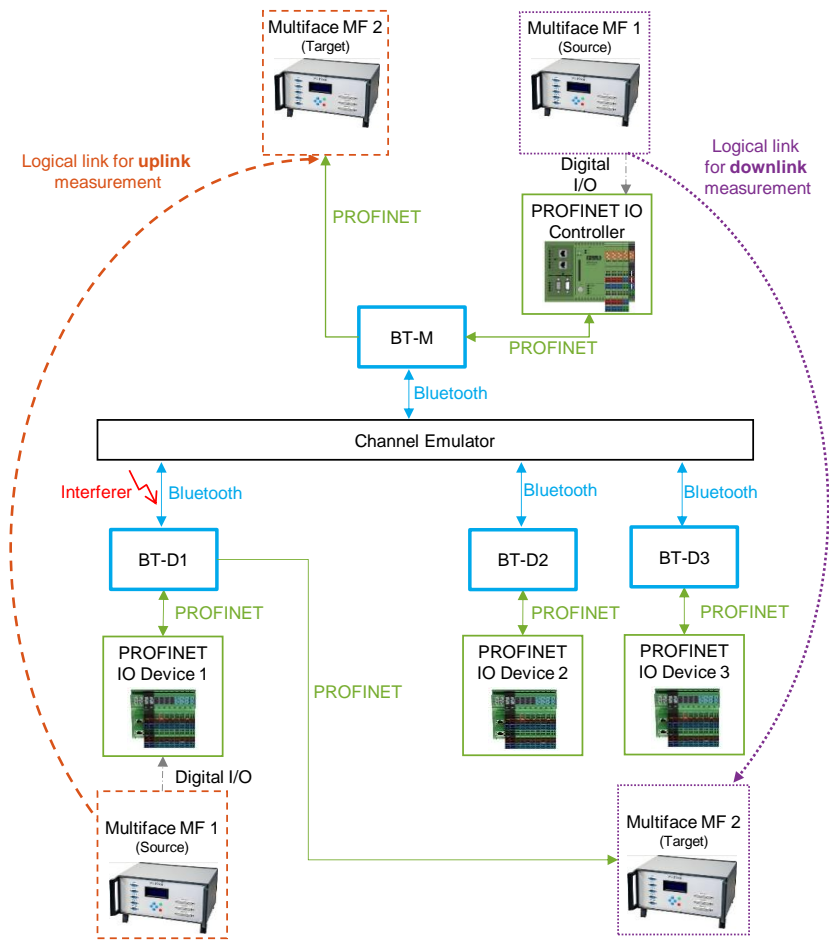 Multiface MF 2
(Target)
Multiface MF 1
(Source)
Logical link for uplink
measurement
Logical link
for downlink
measurement
Digital
I/O
PROFINET
PROFINET IO
Controller
BT-M
PROFINET
Bluetooth
Channel Emulator
Interferer
Bluetooth
Bluetooth
Bluetooth
BT-D1
BT-D2
BT-D3
PROFINET
PROFINET
PROFINET
PROFINET
IO Device 1
PROFINET
IO Device 2
PROFINET
IO Device 3
PROFINET
Digital I/O
Multiface MF 1
(Source)
Multiface MF 2
(Target)